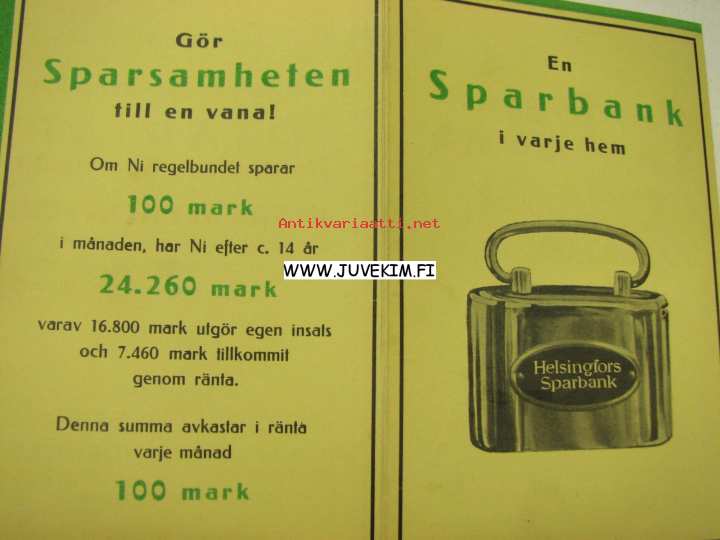 Gör
Sparsamheten
till en vana!
Om Ni regelbundet sparar
100 mark
i månaden, har Ni efter c. 14 år
24.260 mark
varav 16.800 mark utgör egen insats
och 7.460 mark tillkommit
genom ränta.
Denna summa avkastar i ränta
varje månad
100 mark
En
Sparbank
i varje hem
Helsingfors
Sparbank
Antikvariaatti.net
WWW.JUVEKIM.FI